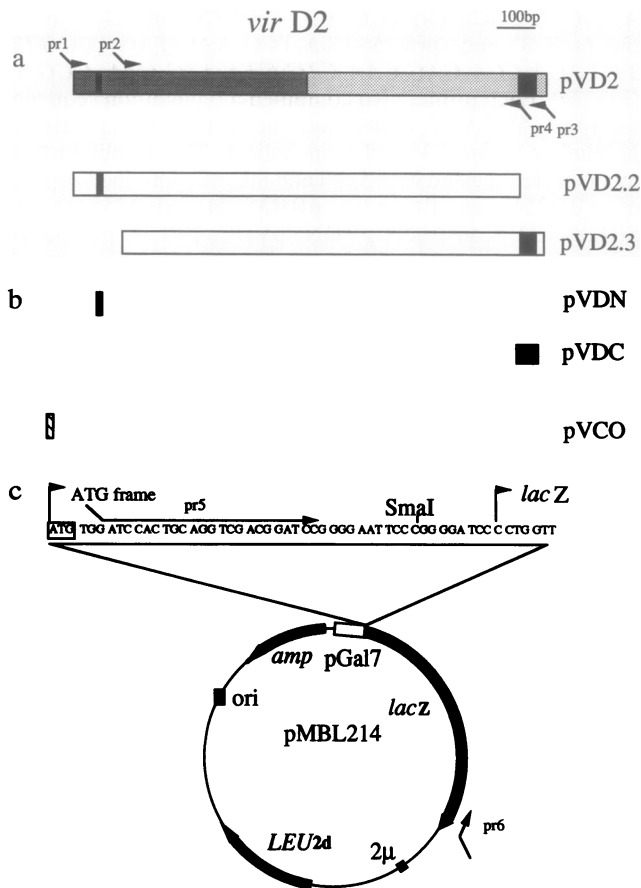 vir D2
100bp
pr1 pr2
a
pVD2
pr4 pr3
pVD2.2
pVD2.3
b
pVDN
pVDC
pVCO
c
ATG frame
pr5
SmaI
lac Z
ATG TGG ATC CAC TGC AGG TCG ACG GAT CCG GGG AAT TCC CGG GGA TCC C CTG GTT
amp
pGal7
ori
lacZ
pMBL214
LEU2d
2μ
pr6